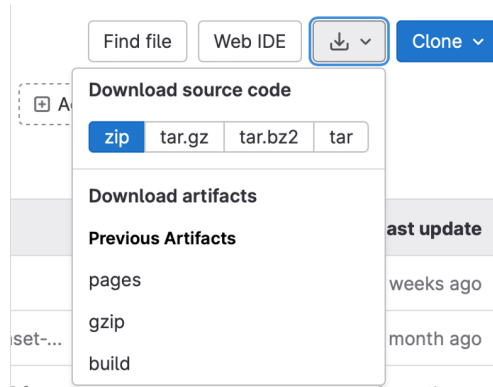 Find file Web IDE Clone
Download source code
zip tar.gz tar.bz2 tar
Download artifacts
Previous Artifacts
ast update
pages
weeks ago
gzip
set-...
month ago
build